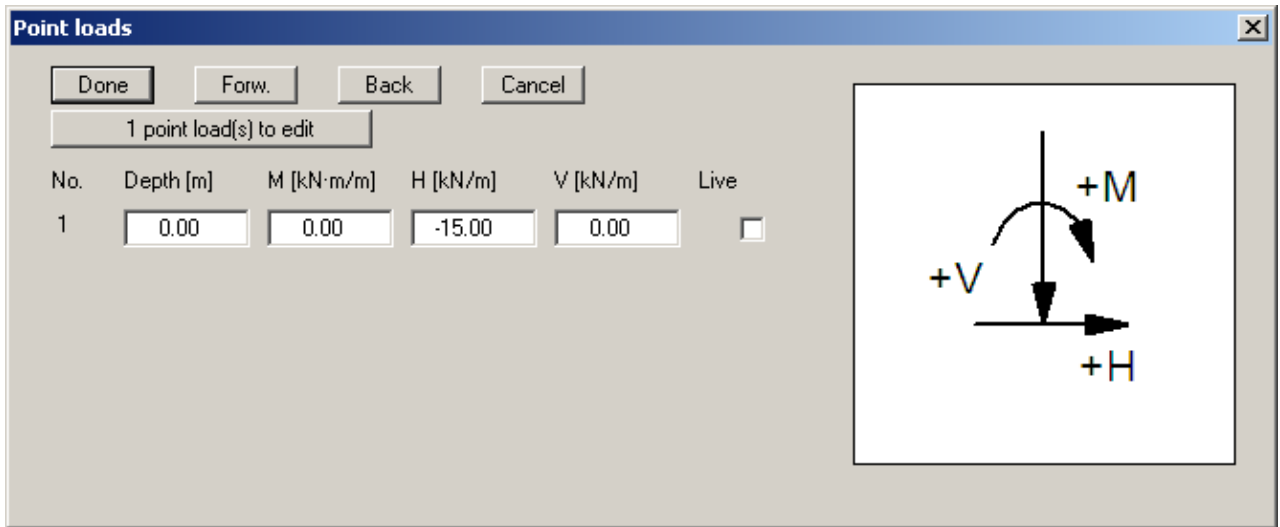 Point loads
Done Forw. Back Cancel
1 point load(s) to edit
No. Depth [m] M [kN·m/m] H [kN/m] V [kN/m] Live
1 0.00 0.00 -15.00 0.00
+M
+V
+H